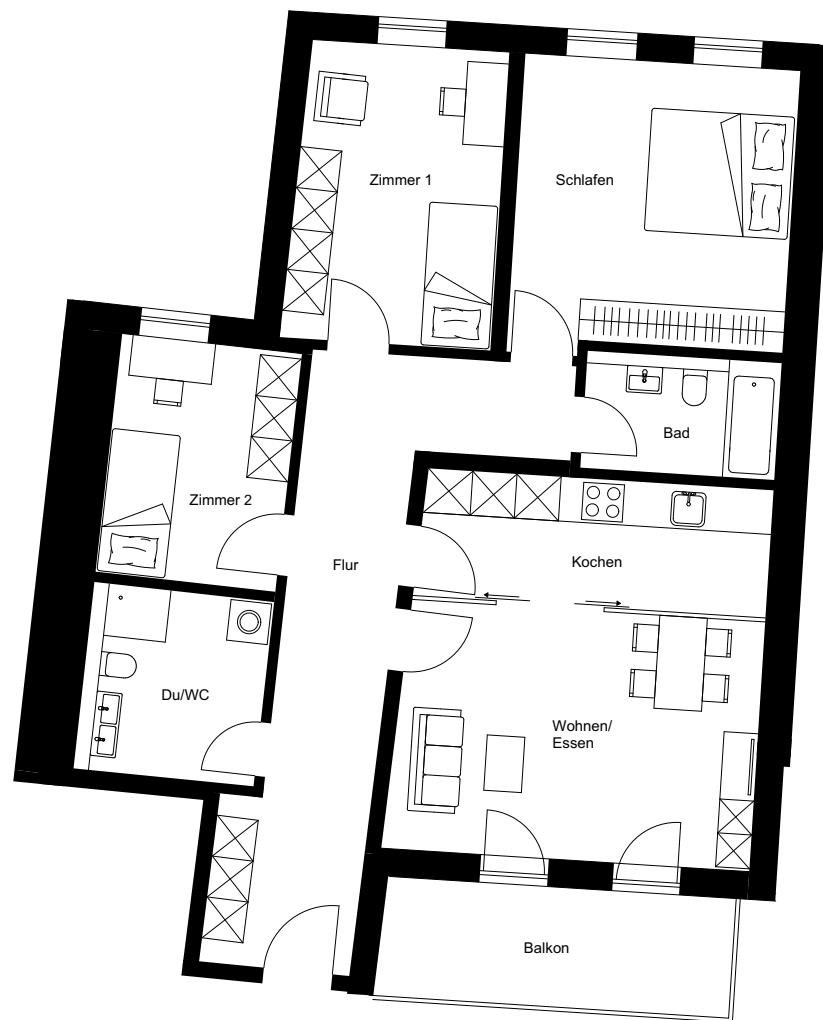 Zimmer 1
Schlafen
Bad
Zimmer 2
Flur
Kochen
Du/WC
Wohnen/
Essen
Balkon